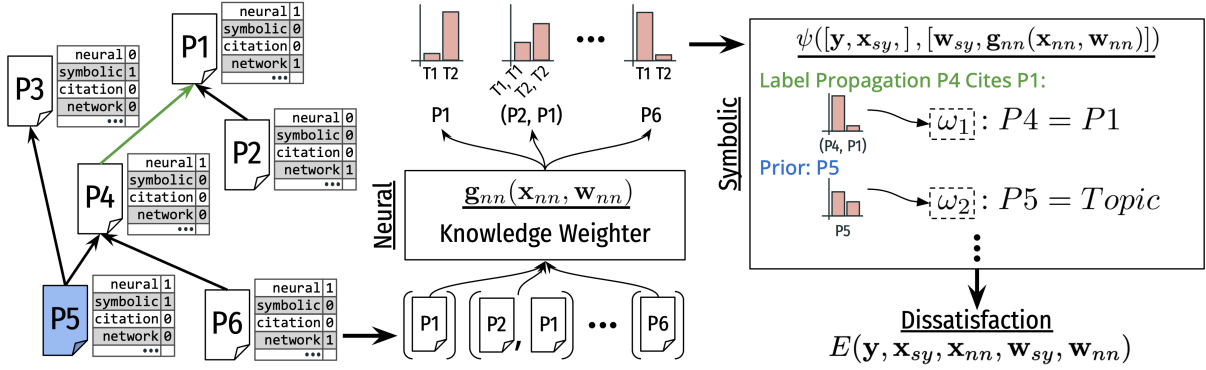 P1
neural 1
symbolic 0
citation 0
network 1
...
P3
neural 0
symbolic 1
citation 0
network 0
...
P2
neural 0
symbolic 0
citation 0
network 1
...
P4
neural 1
symbolic 0
citation 0
network 0
...
P5
neural 1
symbolic 1
citation 0
network 0
...
P6
neural 1
symbolic 0
citation 0
network 1
...
T1 T2
T1, T1
T2, T2
...
T1 T2
P1
(P2, P1)
P6
Neural
g_nn(x_nn, w_nn)
Knowledge Weighter
(P1) (P2, P1) ... (P6)
Symbolic
ψ([y, x_sy, ], [w_sy, g_nn(x_nn, w_nn)])
Label Propagation P4 Cites P1:
(P4, P1)
ω1 : P4 = P1
Prior: P5
P5
ω2 : P5 = Topic
Dissatisfaction
E(y, x_sy, x_nn, w_sy, w_nn)